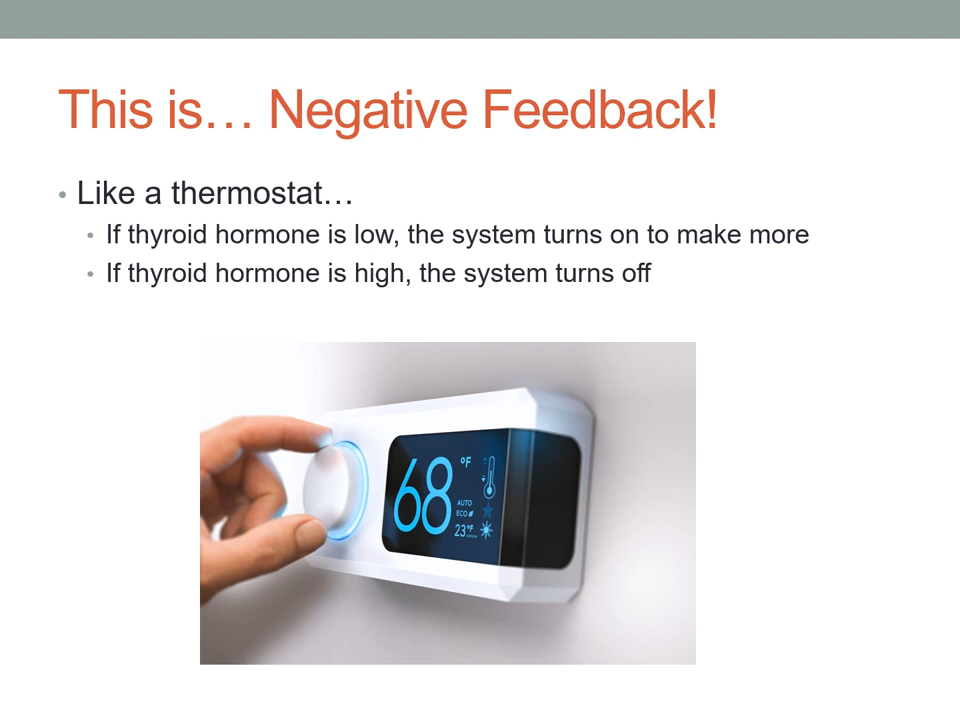 This is… Negative Feedback!
• Like a thermostat…
• If thyroid hormone is low, the system turns on to make more
• If thyroid hormone is high, the system turns off
68
°F
AUTO
ECO
23°F